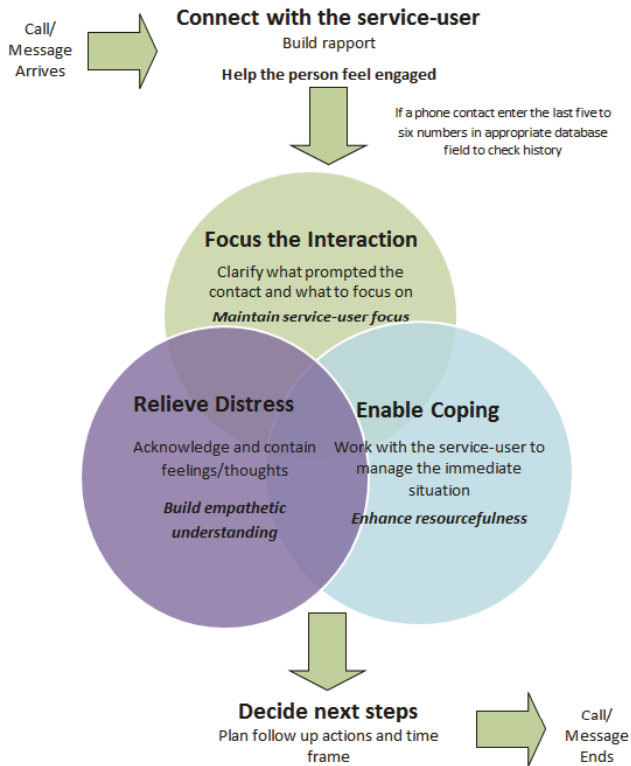 Call/
Message
Arrives
Connect with the service-user
Build rapport
Help the person feel engaged
If a phone contact enter the last five to
six numbers in appropriate database
field to check history
Focus the Interaction
Clarify what prompted the
contact and what to focus on
Maintain service-user focus
Relieve Distress
Acknowledge and contain
feelings/thoughts
Build empathetic
understanding
Enable Coping
Work with the service-user to
manage the immediate
situation
Enhance resourcefulness
Decide next steps
Plan follow up actions and time
frame
Call/
Message
Ends